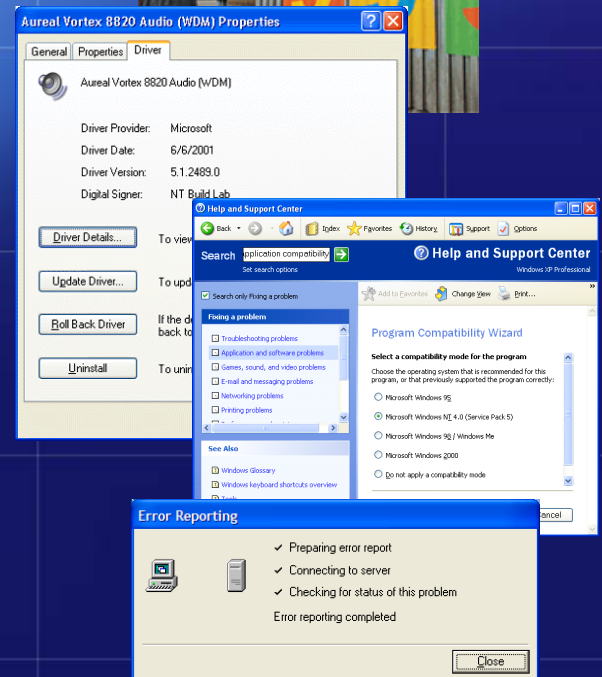 Aureal Vortex 8820 Audio (WDM) Properties
General Properties Driver
Aureal Vortex 8820 Audio (WDM)
Driver Provider: Microsoft
Driver Date: 6/6/2001
Driver Version: 5.1.2489.0
Digital Signer: NT Build Lab
Driver Details...
To view
Update Driver...
To upd
Roll Back Driver
If the de
back to
Uninstall
To unin
Help and Support Center
Back Index Favorites History Support Options
Search application compatibility
Set search options
Help and Support Center
Windows XP Professional
Search only Fixing a problem
Fixing a problem
Troubleshooting problems
Application and software problems
Games, sound, and video problems
E-mail and messaging problems
Networking problems
Printing problems
See Also
Windows Glossary
Windows keyboard shortcuts overview
Tools
Add to Favorites Change View Print...
Program Compatibility Wizard
Select a compatibility mode for the program
Choose the operating system that is recommended for this
program, or that previously supported the program correctly:
Microsoft Windows 95
Microsoft Windows NT 4.0 (Service Pack 5)
Microsoft Windows 98 / Windows Me
Microsoft Windows 2000
Do not apply a compatibility mode
Cancel
Error Reporting
Preparing error report
Connecting to server
Checking for status of this problem
Error reporting completed
Close